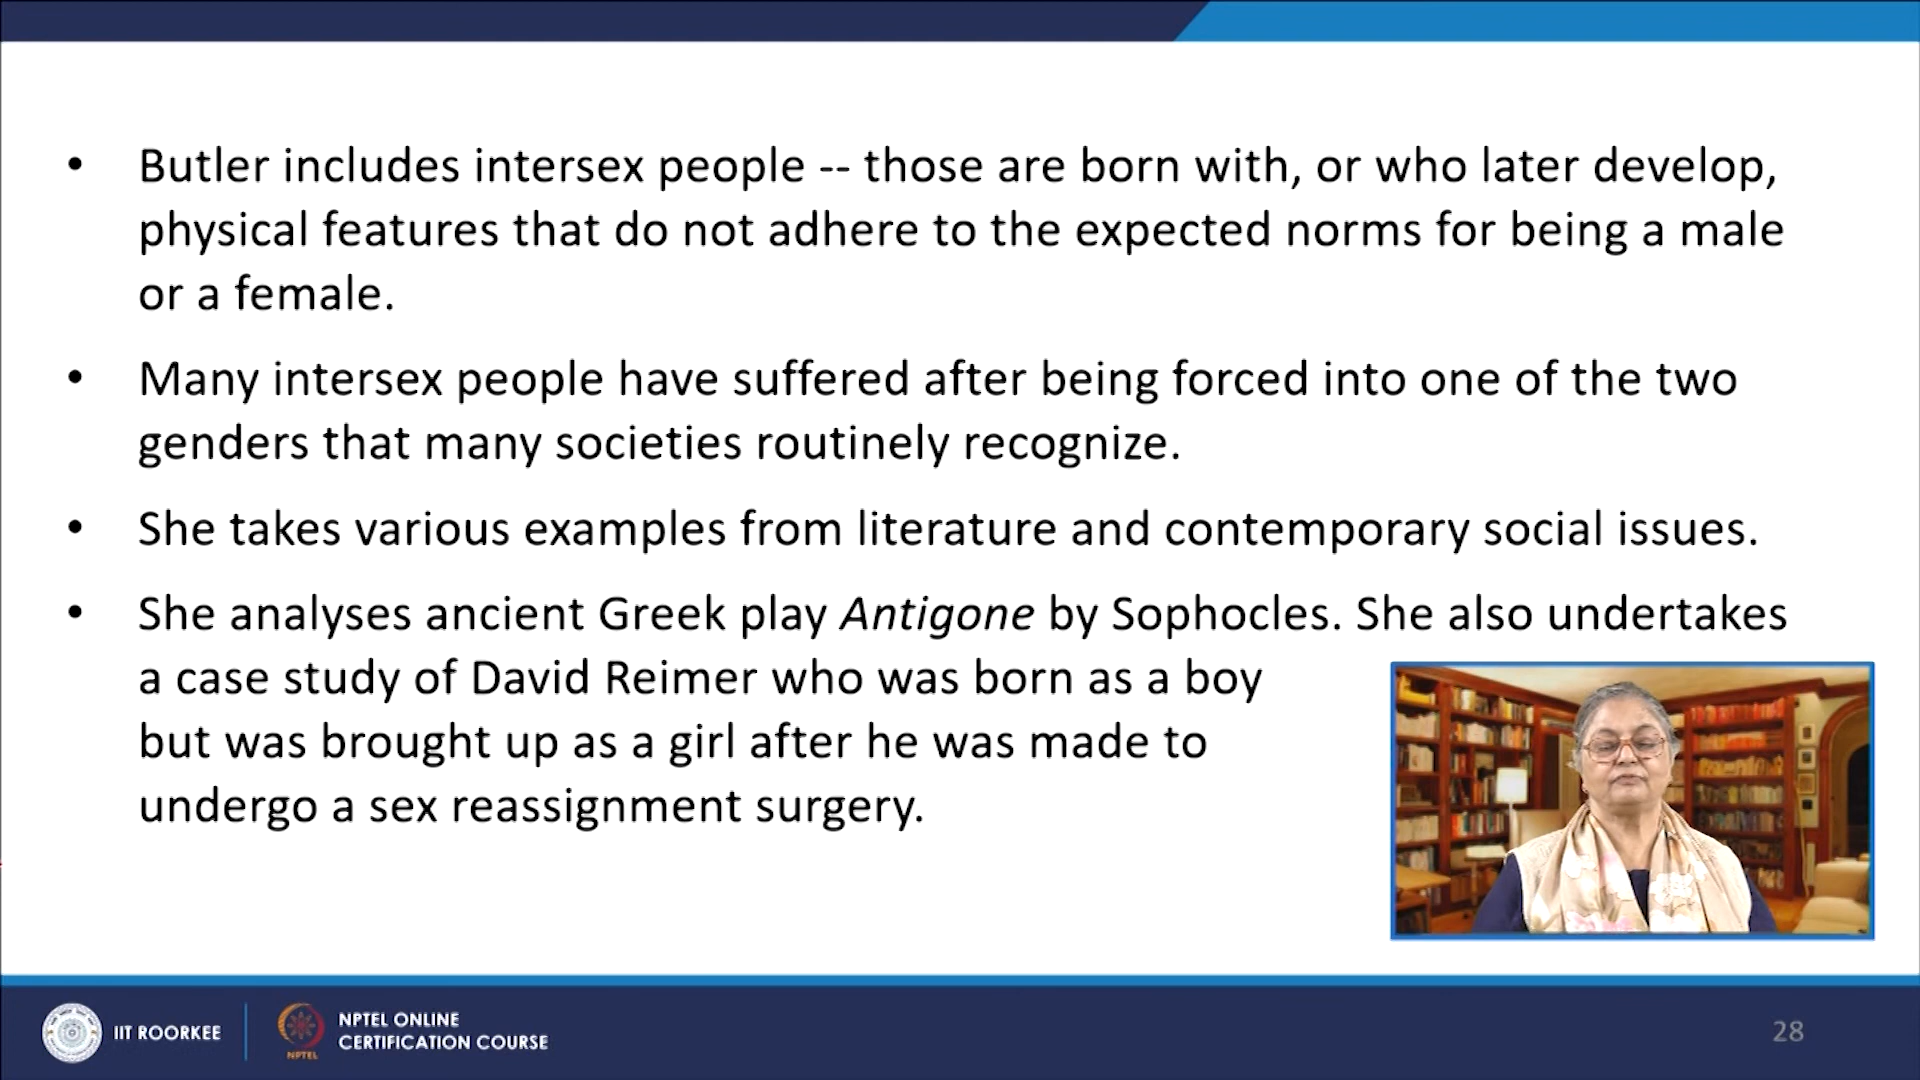 • Butler includes intersex people -- those are born with, or who later develop,
physical features that do not adhere to the expected norms for being a male
or a female.
• Many intersex people have suffered after being forced into one of the two
genders that many societies routinely recognize.
• She takes various examples from literature and contemporary social issues.
• She analyses ancient Greek play Antigone by Sophocles. She also undertakes
a case study of David Reimer who was born as a boy
but was brought up as a girl after he was made to
undergo a sex reassignment surgery.
IIT ROORKEE
NPTEL
NPTEL ONLINE
CERTIFICATION COURSE
28